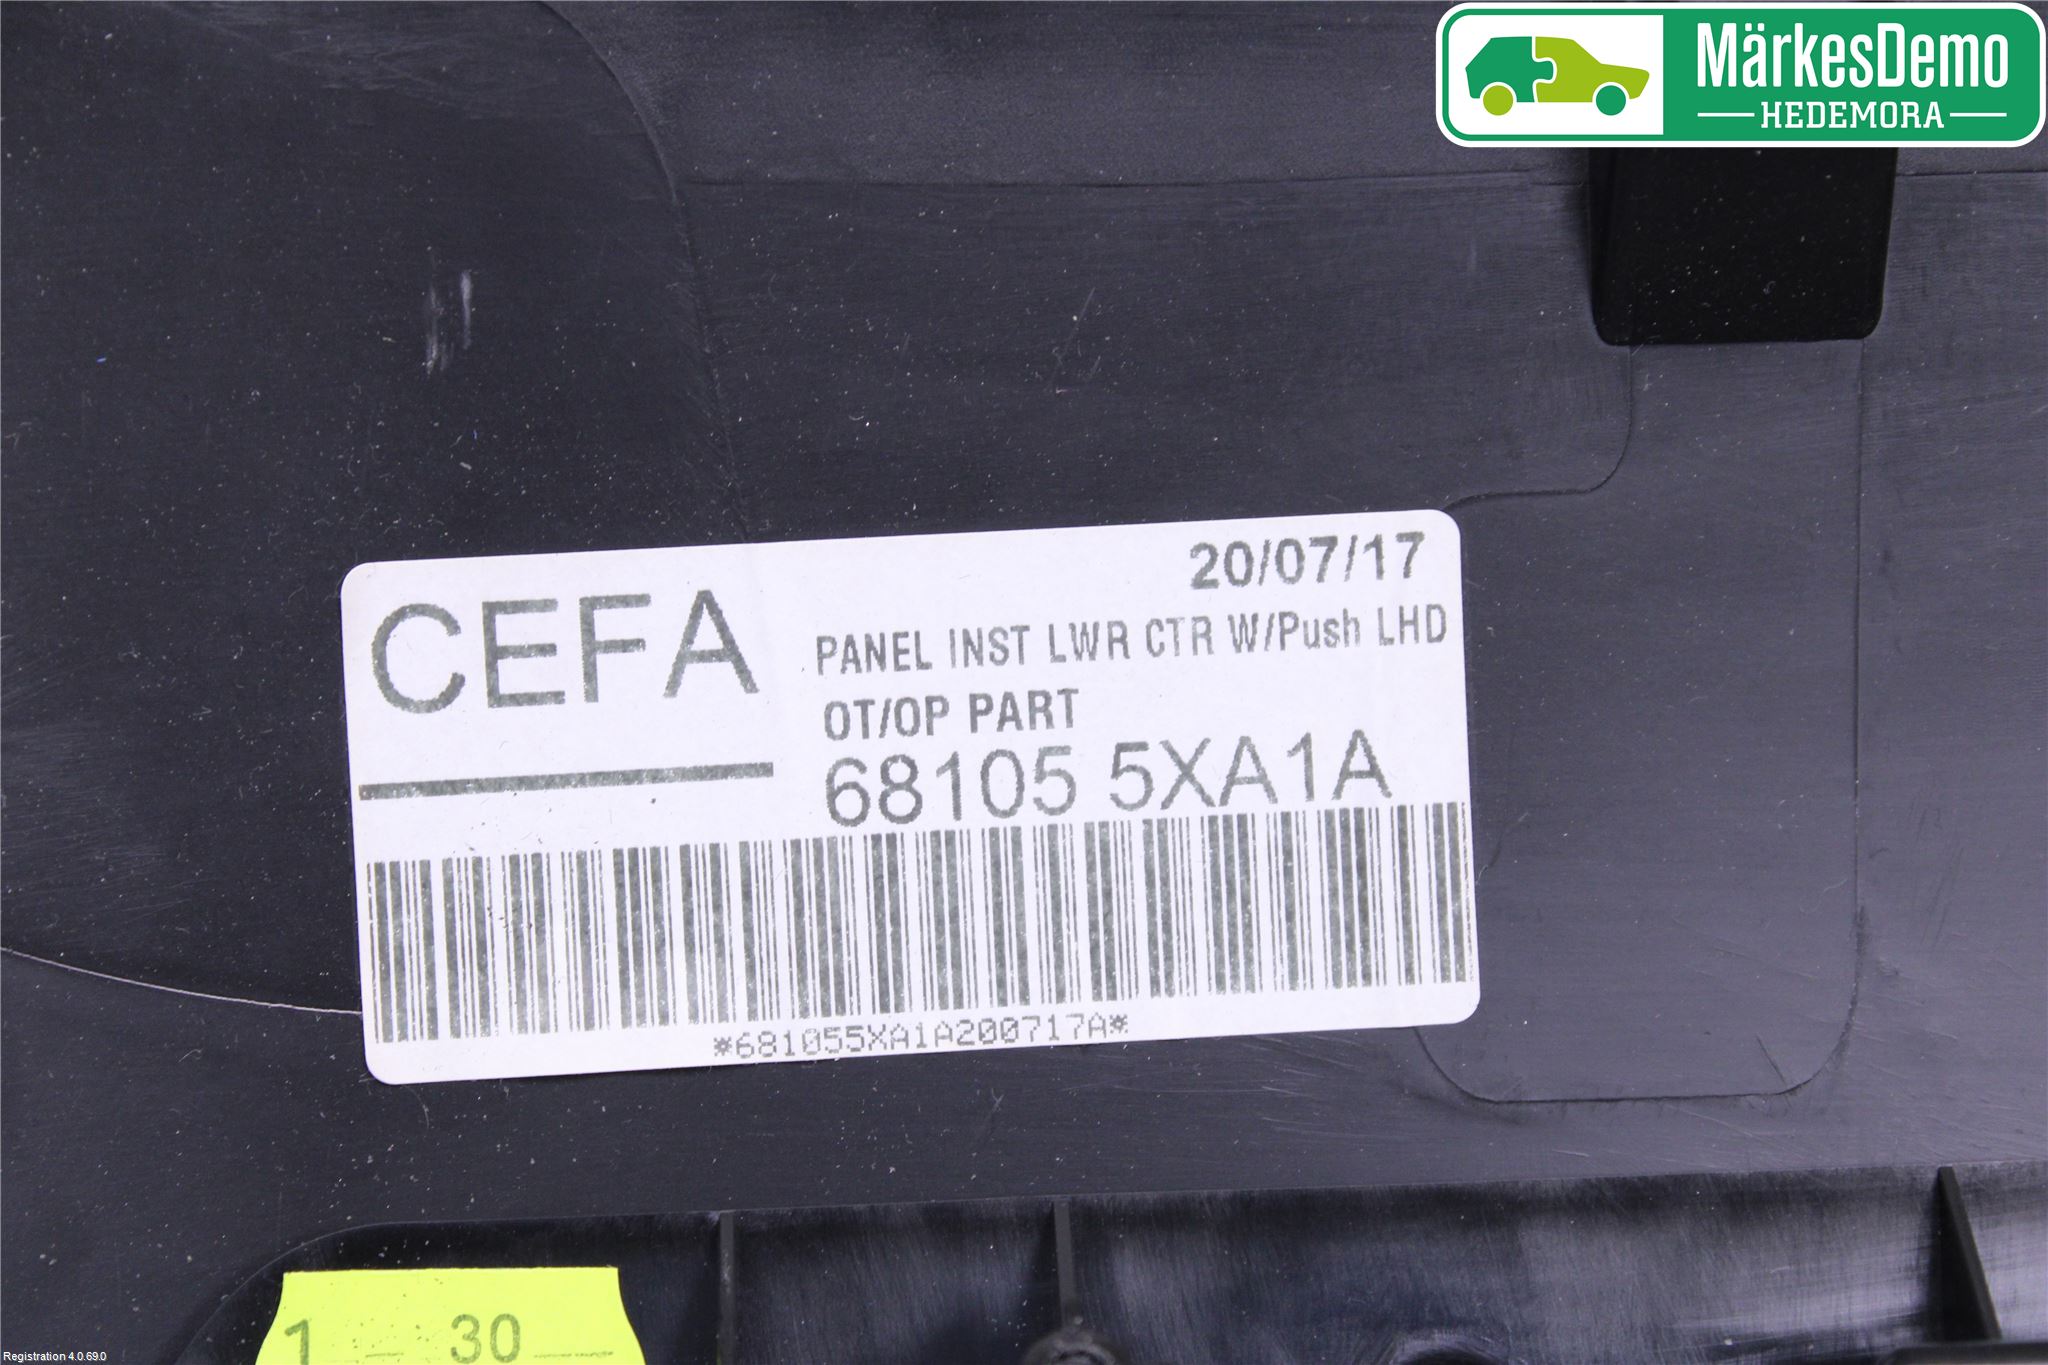 MärkesDemo
HEDEMORA
20/07/17
CEFA
PANEL INST LWR CTR W/Push LHD
OT/OP PART
68105 5XA1A
*681055XA1A200717A*
1 30
Registration 4.0.69.0